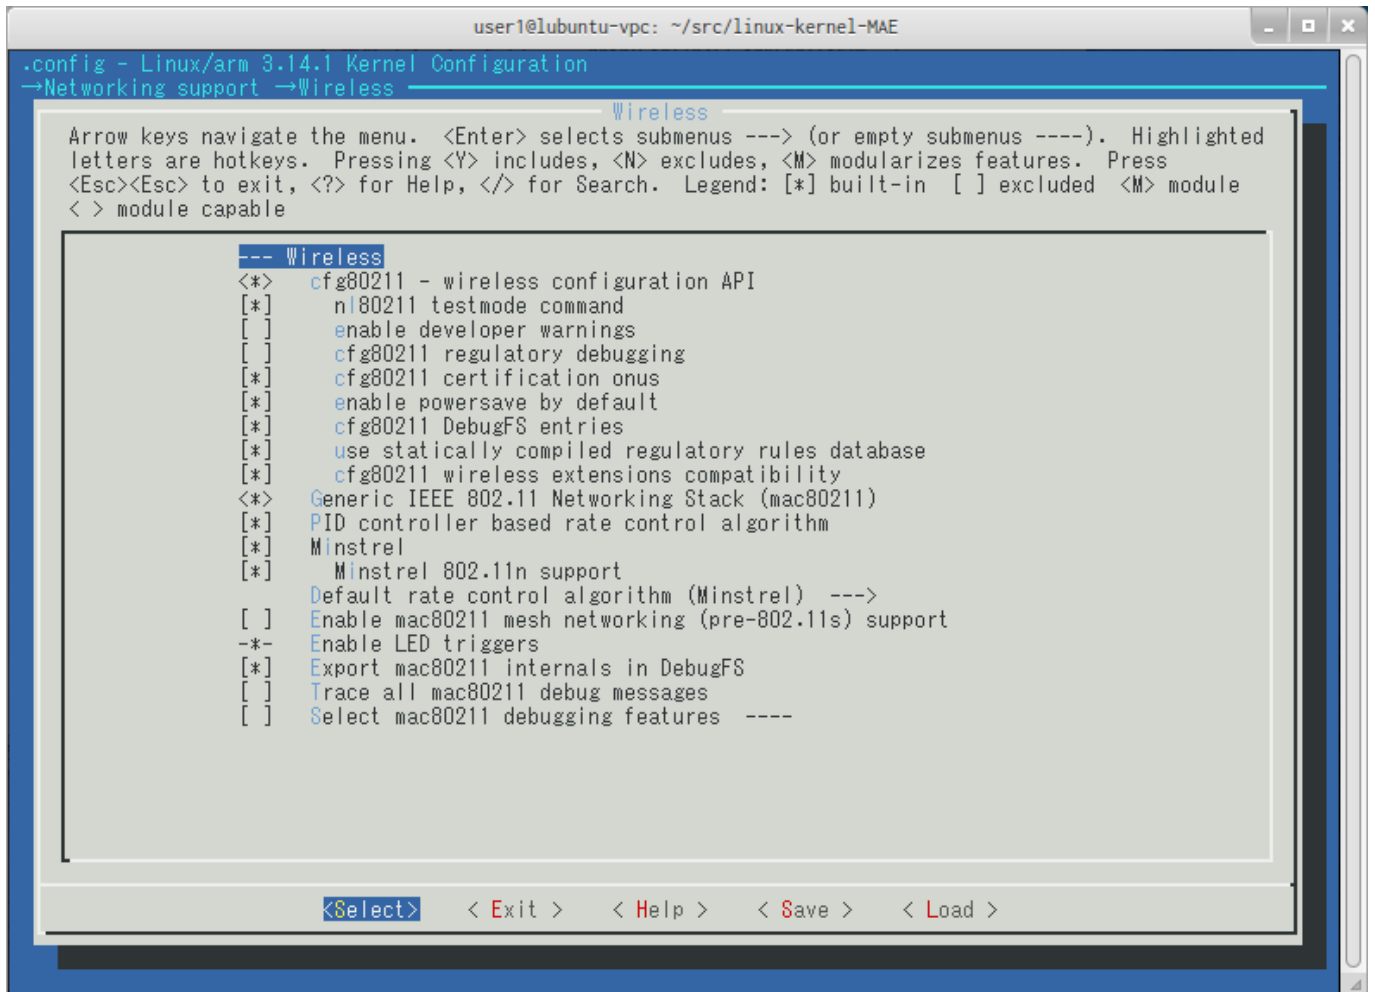 user1@lubuntu-vpc: ~/src/linux-kernel-MAE
.config - Linux/arm 3.14.1 Kernel Configuration
→Networking support →Wireless
Wireless
Arrow keys navigate the menu.  <Enter> selects submenus ---> (or empty submenus ----).  Highlighted
letters are hotkeys.  Pressing <Y> includes, <N> excludes, <M> modularizes features.  Press
<Esc><Esc> to exit, <?> for Help, </> for Search.  Legend: [*] built-in  [ ] excluded  <M> module
< > module capable
--- Wireless
<*>   cfg80211 - wireless configuration API
[*]     nl80211 testmode command
[ ]     enable developer warnings
[ ]     cfg80211 regulatory debugging
[*]     cfg80211 certification onus
[*]     enable powersave by default
[*]     cfg80211 DebugFS entries
[*]     use statically compiled regulatory rules database
[*]     cfg80211 wireless extensions compatibility
<*>   Generic IEEE 802.11 Networking Stack (mac80211)
[*]   PID controller based rate control algorithm
[*]   Minstrel
[*]     Minstrel 802.11n support
Default rate control algorithm (Minstrel)  --->
[ ]   Enable mac80211 mesh networking (pre-802.11s) support
-*-   Enable LED triggers
[*]   Export mac80211 internals in DebugFS
[ ]   Trace all mac80211 debug messages
[ ]   Select mac80211 debugging features  ----
<Select>    < Exit >    < Help >    < Save >    < Load >